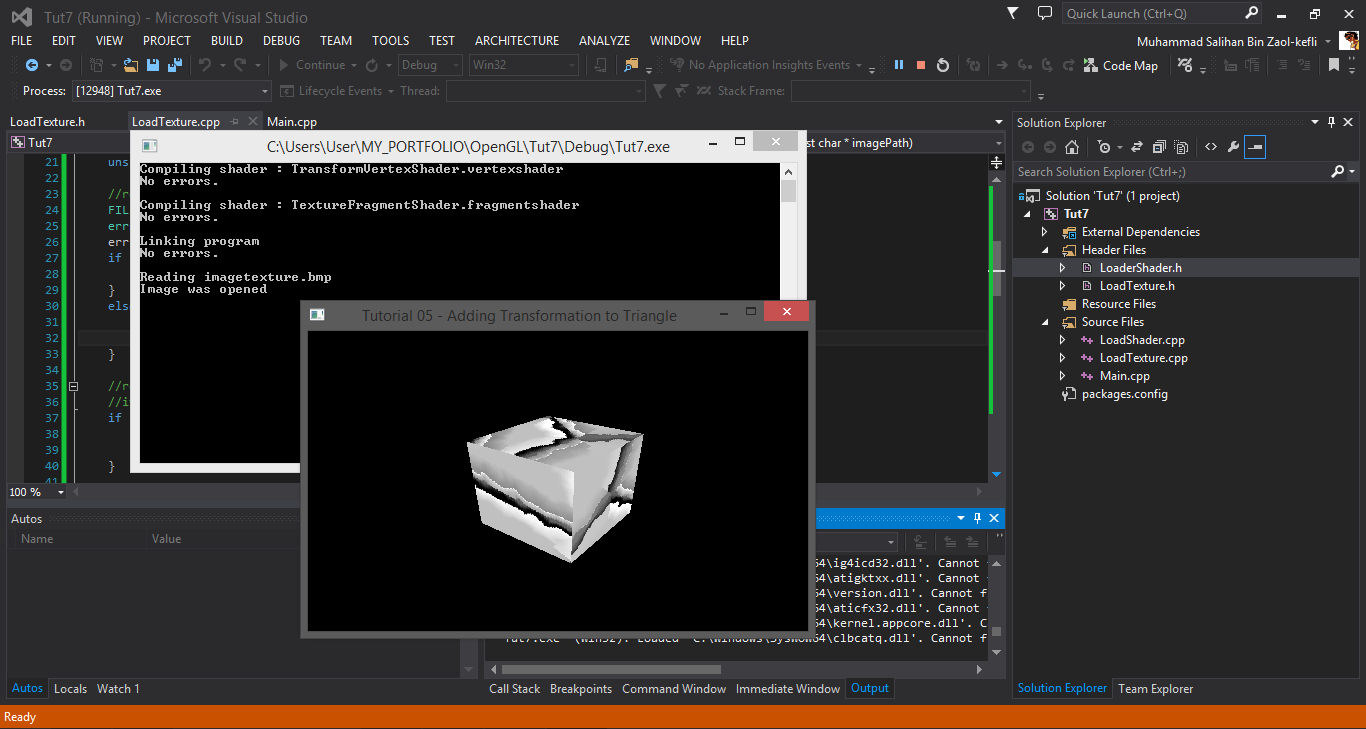 Tut7 (Running) - Microsoft Visual Studio
Quick Launch (Ctrl+Q)
FILE EDIT VIEW PROJECT BUILD DEBUG TEAM TOOLS TEST ARCHITECTURE ANALYZE WINDOW HELP
Muhammad Salihan Bin Zaol-kefli
Continue Debug Win32 No Application Insights Events Code Map
Process: [12948] Tut7.exe Lifecycle Events Thread: Stack Frame:
LoadTexture.h LoadTexture.cpp Main.cpp
Tut7
st char * imagePath)
21 uns
22
23 //r
24 FIL
25 err
26 err
27 if
28
29 }
30 els
31
32
33 }
34
35 //r
36 //i
37 if
38
39
40 }
41
100 %
C:\Users\User\MY_PORTFOLIO\OpenGL\Tut7\Debug\Tut7.exe
Compiling shader : TransformVertexShader.vertexshader
No errors.
Compiling shader : TextureFragmentShader.fragmentshader
No errors.
Linking program
No errors.
Reading imagetexture.bmp
Image was opened
Tutorial 05 - Adding Transformation to Triangle
Autos
Name Value
64\ig4icd32.dll'. Cannot
64\atigktxx.dll'. Cannot
64\version.dll'. Cannot f
64\aticfx32.dll'. Cannot
64\kernel.appcore.dll'. C
'Tut7.exe' (Win32): Loaded 'C:\Windows\SysWOW64\clbcatq.dll'. Cannot f
Autos Locals Watch 1
Call Stack Breakpoints Command Window Immediate Window Output
Solution Explorer
Search Solution Explorer (Ctrl+;)
Solution 'Tut7' (1 project)
Tut7
External Dependencies
Header Files
LoaderShader.h
LoadTexture.h
Resource Files
Source Files
LoadShader.cpp
LoadTexture.cpp
Main.cpp
packages.config
Solution Explorer Team Explorer
Ready